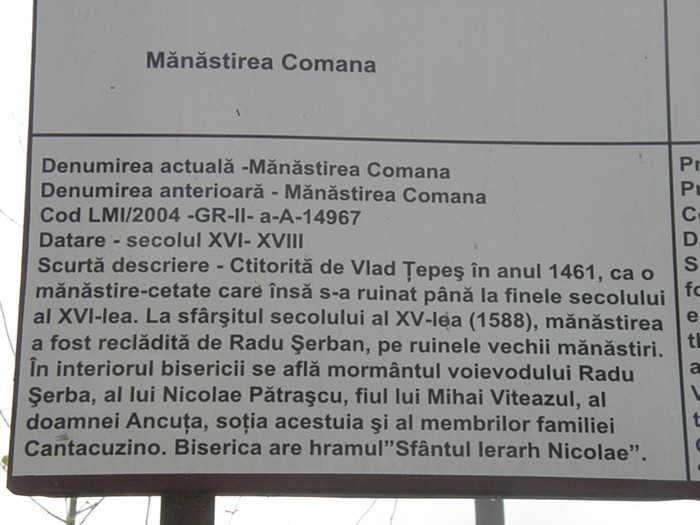 Mănăstirea Comana
Denumirea actuală -Mănăstirea Comana
Denumirea anterioară - Mănăstirea Comana
Cod LMI/2004 -GR-II- a-A-14967
Datare - secolul XVI- XVIII
Scurtă descriere - Ctitorită de Vlad Ţepeş în anul 1461, ca o
mănăstire-cetate care însă s-a ruinat până la finele secolului
al XVI-lea. La sfârşitul secolului al XV-lea (1588), mănăstirea
a fost reclădită de Radu Şerban, pe ruinele vechii mănăstiri.
În interiorul bisericii se află mormântul voievodului Radu
Şerba, al lui Nicolae Pătraşcu, fiul lui Mihai Viteazul, al
doamnei Ancuţa, soţia acestuia şi al membrilor familiei
Cantacuzino. Biserica are hramul”Sfântul Ierarh Nicolae”.